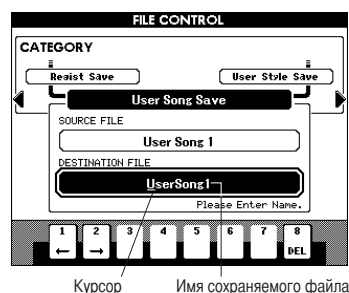 FILE CONTROL
CATEGORY
Regist Save
User Style Save
User Song Save
SOURCE FILE
User Song 1
DESTINATION FILE
UserSong1
Please Enter Name.
1 2 3 4 5 6 7 8
← → DEL
Курсор Имя сохраняемого файла